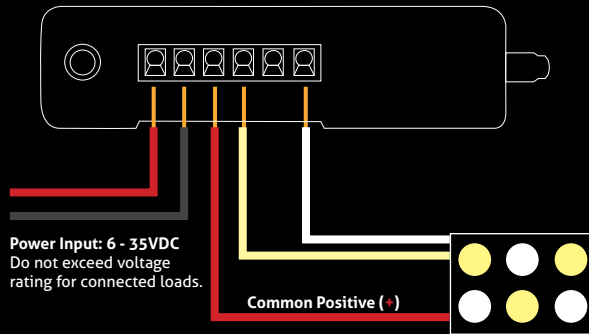 Power Input: 6 - 35VDC
Do not exceed voltage
rating for connected loads.
Common Positive (+)